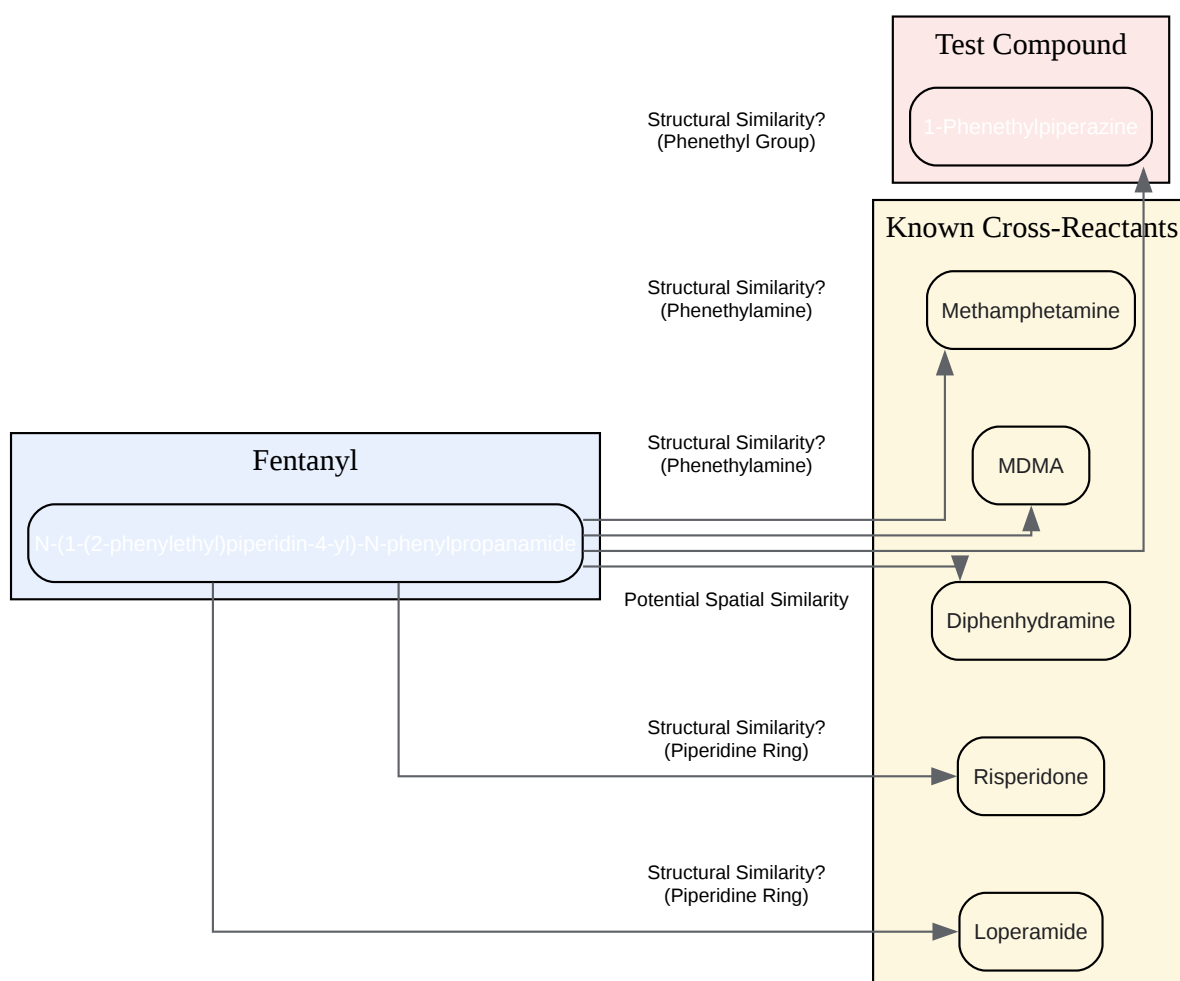 Test Compound
1-Phenethylpiperazine
Structural Similarity?
(Phenethyl Group)
Known Cross-Reactants
Methamphetamine
Structural Similarity?
(Phenethylamine)
MDMA
Structural Similarity?
(Phenethylamine)
Fentanyl
N-(1-(2-phenylethyl)piperidin-4-yl)-N-phenylpropanamide
Potential Spatial Similarity
Diphenhydramine
Structural Similarity?
(Piperidine Ring)
Risperidone
Structural Similarity?
(Piperidine Ring)
Loperamide